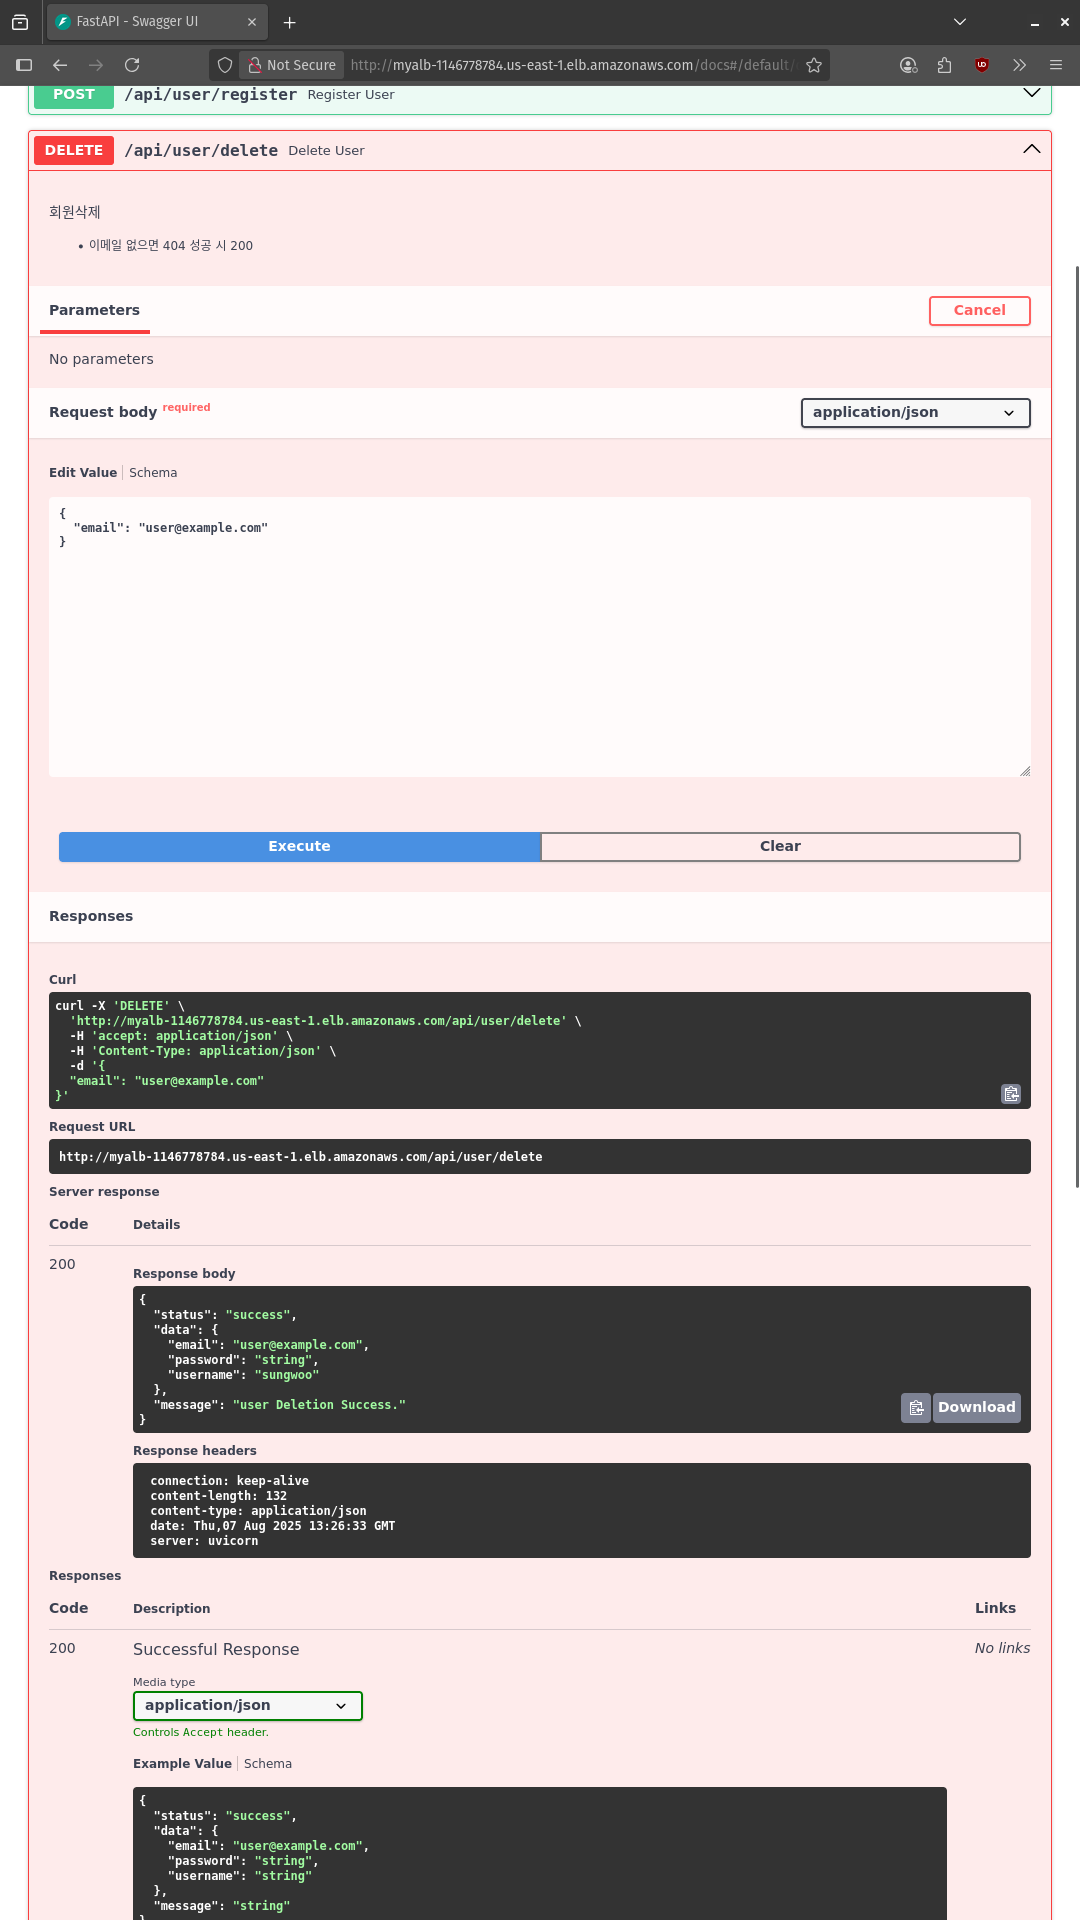 FastAPI - Swagger UI
Not Secure
http://myalb-1146778784.us-east-1.elb.amazonaws.com/docs#/default/
POST /api/user/register Register User
DELETE /api/user/delete Delete User
회원삭제
• 이메일 없으면 404 성공 시 200
Parameters
Cancel
No parameters
Request body required
application/json
Edit Value | Schema
{
  "email": "user@example.com"
}
Execute
Clear
Responses
Curl
curl -X 'DELETE' \
  'http://myalb-1146778784.us-east-1.elb.amazonaws.com/api/user/delete' \
  -H 'accept: application/json' \
  -H 'Content-Type: application/json' \
  -d '{
  "email": "user@example.com"
}'
Request URL
http://myalb-1146778784.us-east-1.elb.amazonaws.com/api/user/delete
Server response
Code Details
200
Response body
{
  "status": "success",
  "data": {
    "email": "user@example.com",
    "password": "string",
    "username": "sungwoo"
  },
  "message": "user Deletion Success."
}
Download
Response headers
connection: keep-alive
content-length: 132
content-type: application/json
date: Thu,07 Aug 2025 13:26:33 GMT
server: uvicorn
Responses
Code Description Links
200 Successful Response No links
Media type
application/json
Controls Accept header.
Example Value | Schema
{
  "status": "success",
  "data": {
    "email": "user@example.com",
    "password": "string",
    "username": "string"
  },
  "message": "string"
}